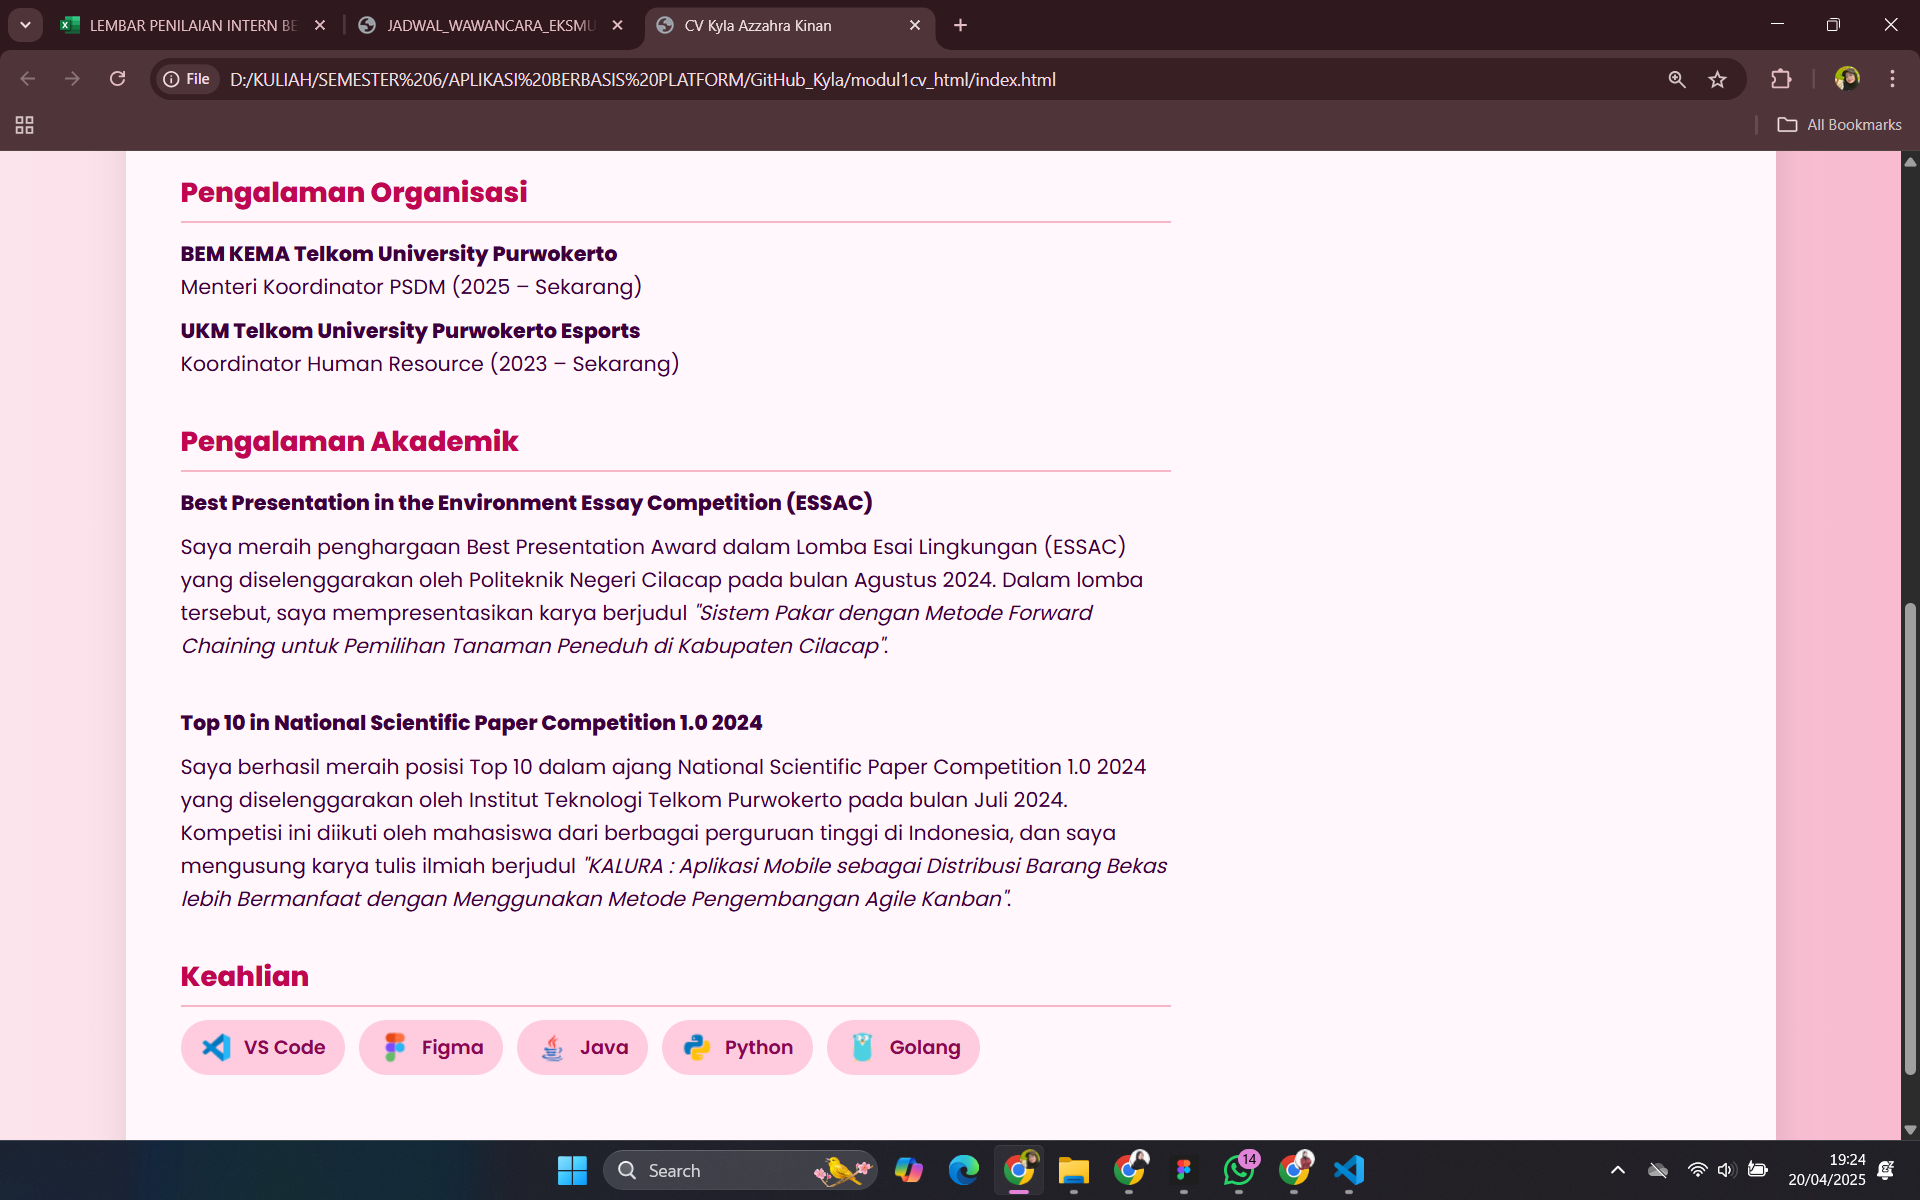 LEMBAR PENILAIAN INTERN BE
JADWAL_WAWANCARA_EKSMU
CV Kyla Azzahra Kinan
File
D:/KULIAH/SEMESTER%206/APLIKASI%20BERBASIS%20PLATFORM/GitHub_Kyla/modul1cv_html/index.html
All Bookmarks
Pengalaman Organisasi
BEM KEMA Telkom University Purwokerto
Menteri Koordinator PSDM (2025 – Sekarang)
UKM Telkom University Purwokerto Esports
Koordinator Human Resource (2023 – Sekarang)
Pengalaman Akademik
Best Presentation in the Environment Essay Competition (ESSAC)
Saya meraih penghargaan Best Presentation Award dalam Lomba Esai Lingkungan (ESSAC)
yang diselenggarakan oleh Politeknik Negeri Cilacap pada bulan Agustus 2024. Dalam lomba
tersebut, saya mempresentasikan karya berjudul "Sistem Pakar dengan Metode Forward
Chaining untuk Pemilihan Tanaman Peneduh di Kabupaten Cilacap".
Top 10 in National Scientific Paper Competition 1.0 2024
Saya berhasil meraih posisi Top 10 dalam ajang National Scientific Paper Competition 1.0 2024
yang diselenggarakan oleh Institut Teknologi Telkom Purwokerto pada bulan Juli 2024.
Kompetisi ini diikuti oleh mahasiswa dari berbagai perguruan tinggi di Indonesia, dan saya
mengusung karya tulis ilmiah berjudul "KALURA : Aplikasi Mobile sebagai Distribusi Barang Bekas
lebih Bermanfaat dengan Menggunakan Metode Pengembangan Agile Kanban".
Keahlian
VS Code
Figma
Java
Python
Golang
Search
14
19:24
20/04/2025